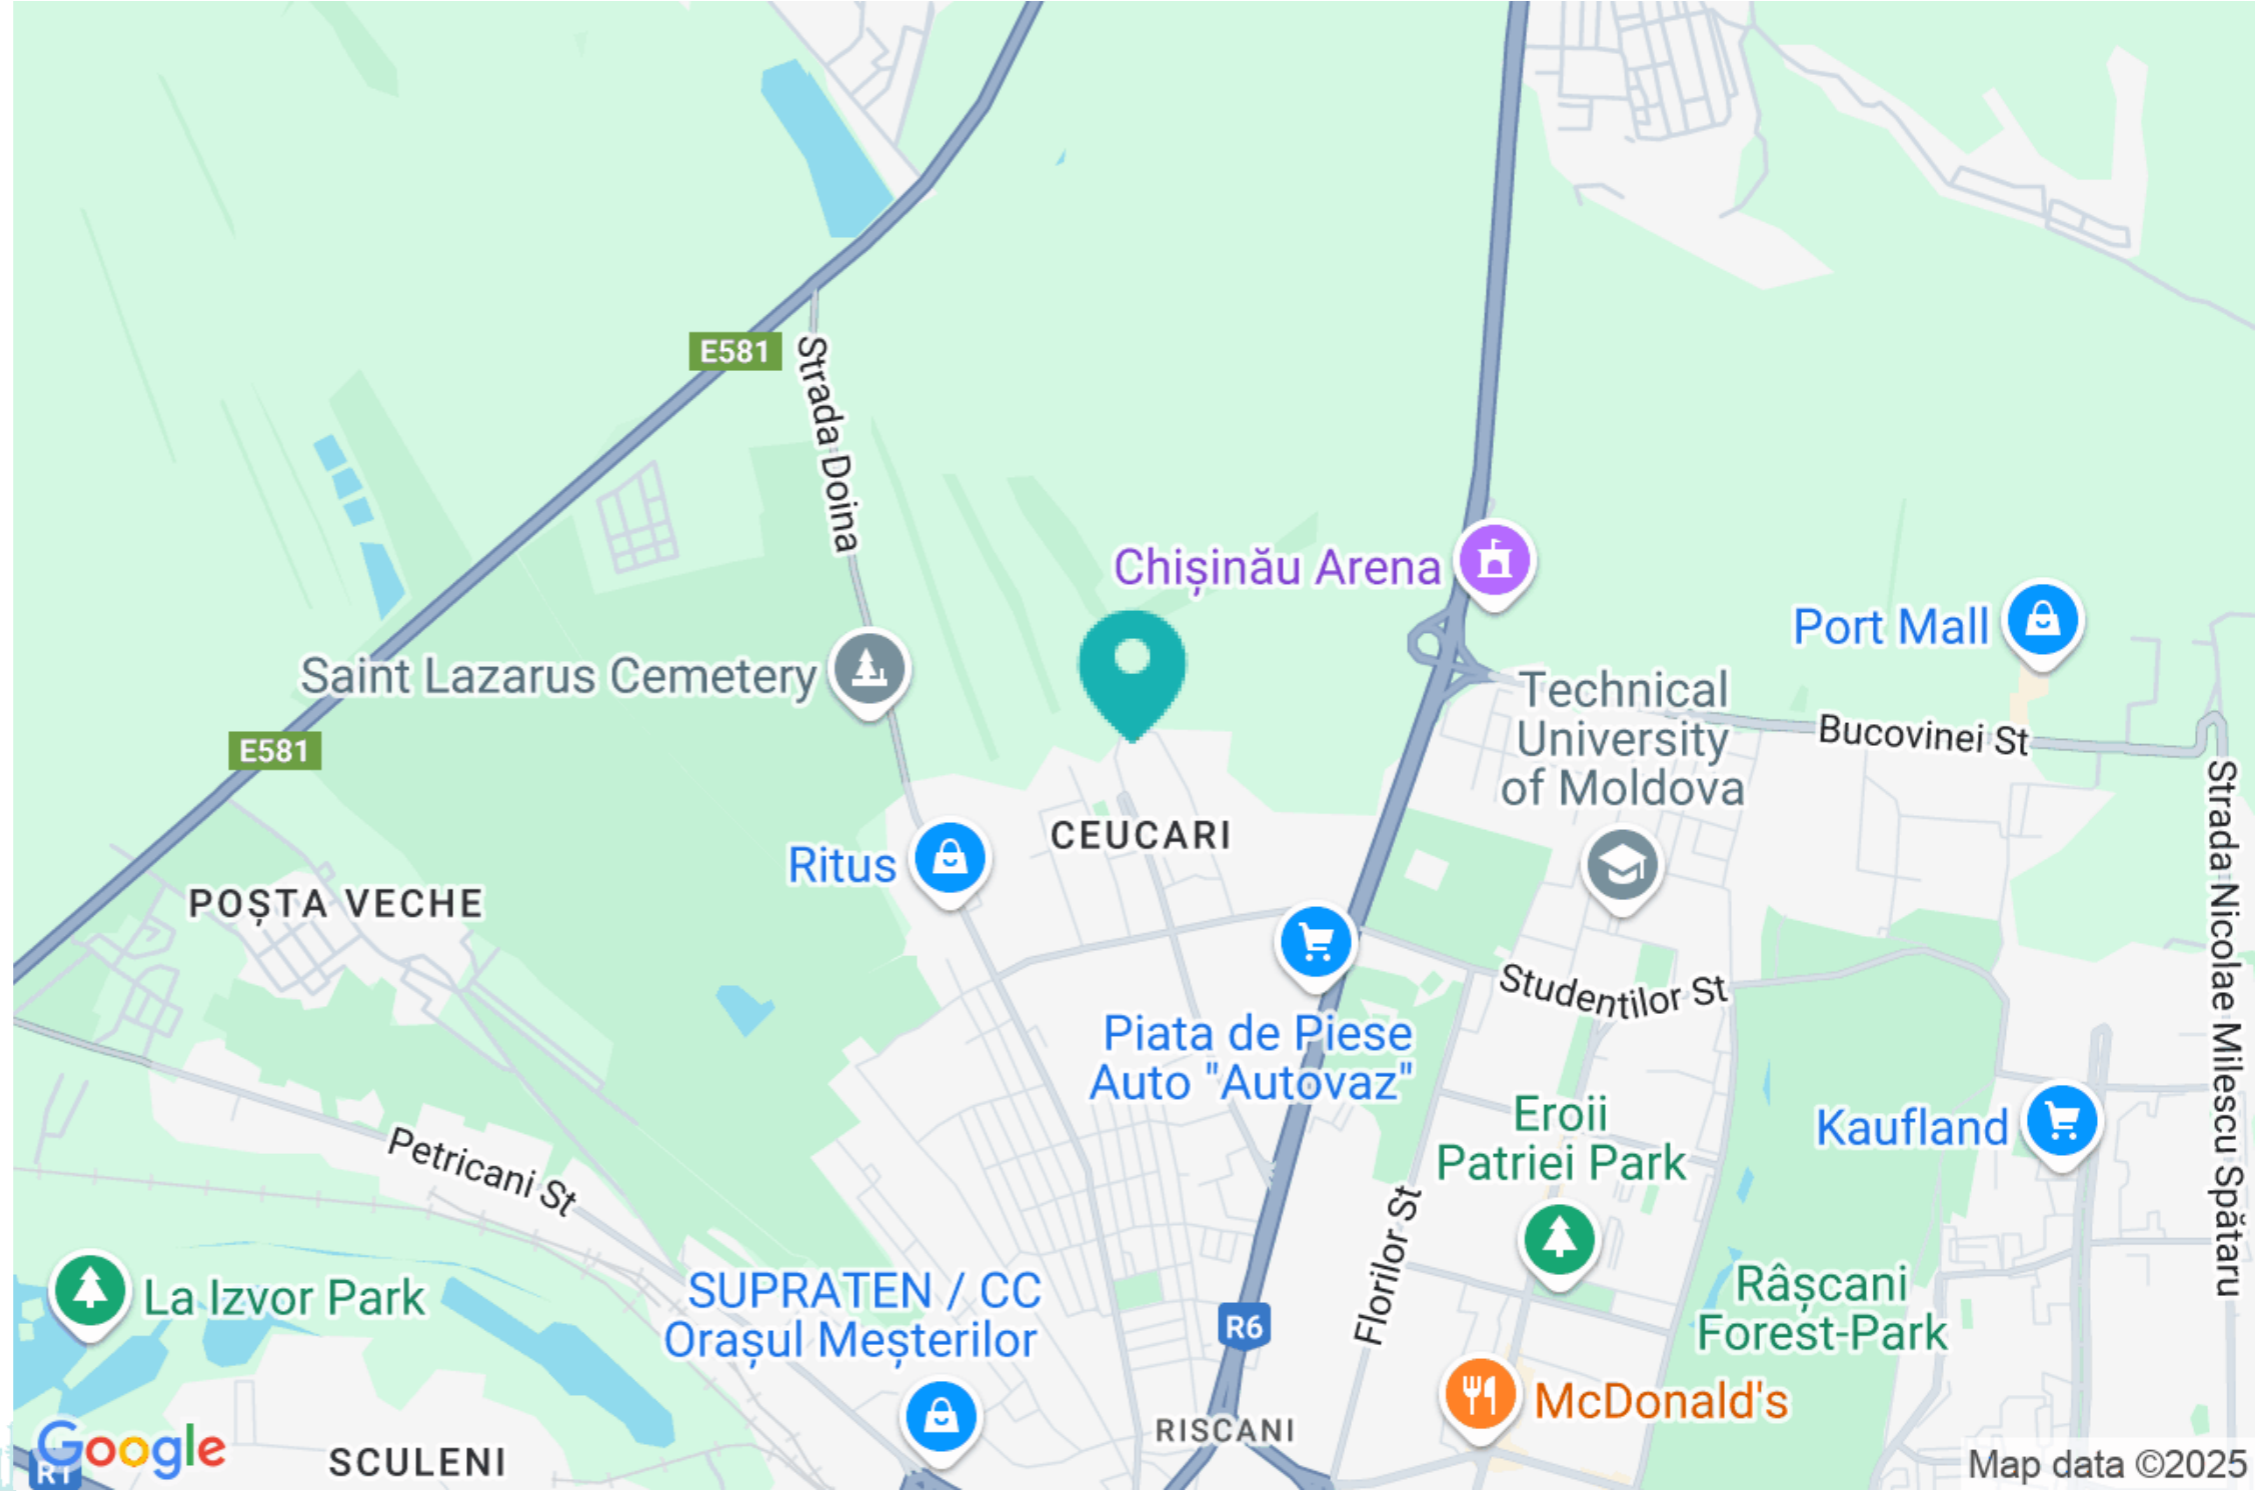 E581
Strada Doina
Chișinău Arena
Port Mall
Saint Lazarus Cemetery
Technical
University
of Moldova
Bucovinei St
E581
Strada Nicolae Milescu Spătaru
CEUCARI
Ritus
POȘTA VECHE
Studentilor St
Piata de Piese
Auto "Autovaz"
Eroii
Patriei Park
Kaufland
Petricani St
Florilor St
La Izvor Park
SUPRATEN / CC
Orașul Meșterilor
Râșcani
Forest-Park
R6
McDonald's
RISCANI
Google
R1
SCULENI
Map data ©2025